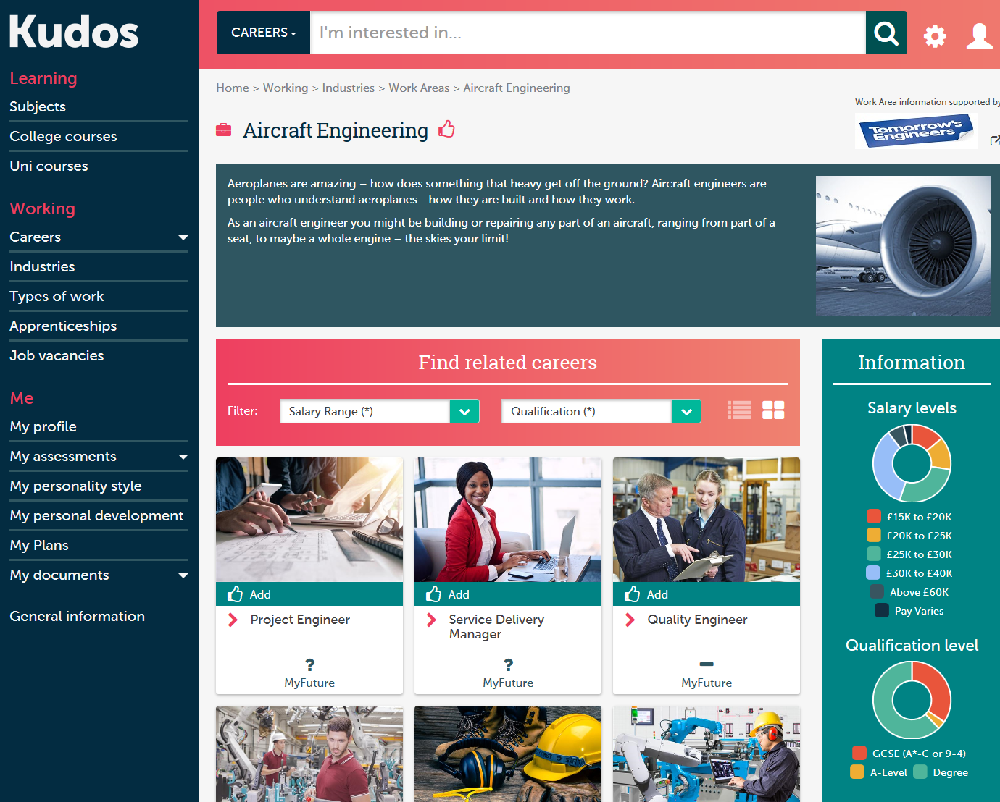 Kudos
Learning
Subjects
College courses
Uni courses
Working
Careers
Industries
Types of work
Apprenticeships
Job vacancies
Me
My profile
My assessments
My personality style
My personal development
My Plans
My documents
General information
CAREERS
I'm interested in...
Home > Working > Industries > Work Areas > Aircraft Engineering
Aircraft Engineering
Work Area information supported by
Tomorrow's
Engineers
Aeroplanes are amazing – how does something that heavy get off the ground? Aircraft engineers are
people who understand aeroplanes - how they are built and how they work.
As an aircraft engineer you might be building or repairing any part of an aircraft, ranging from part of a
seat, to maybe a whole engine – the skies your limit!
Find related careers
Filter:
Salary Range (*)
Qualification (*)
Add
Project Engineer
?
MyFuture
Add
Service Delivery
Manager
?
MyFuture
Add
Quality Engineer
MyFuture
Information
Salary levels
£15K to £20K
£20K to £25K
£25K to £30K
£30K to £40K
Above £60K
Pay Varies
Qualification level
GCSE (A*-C or 9-4)
A-Level
Degree